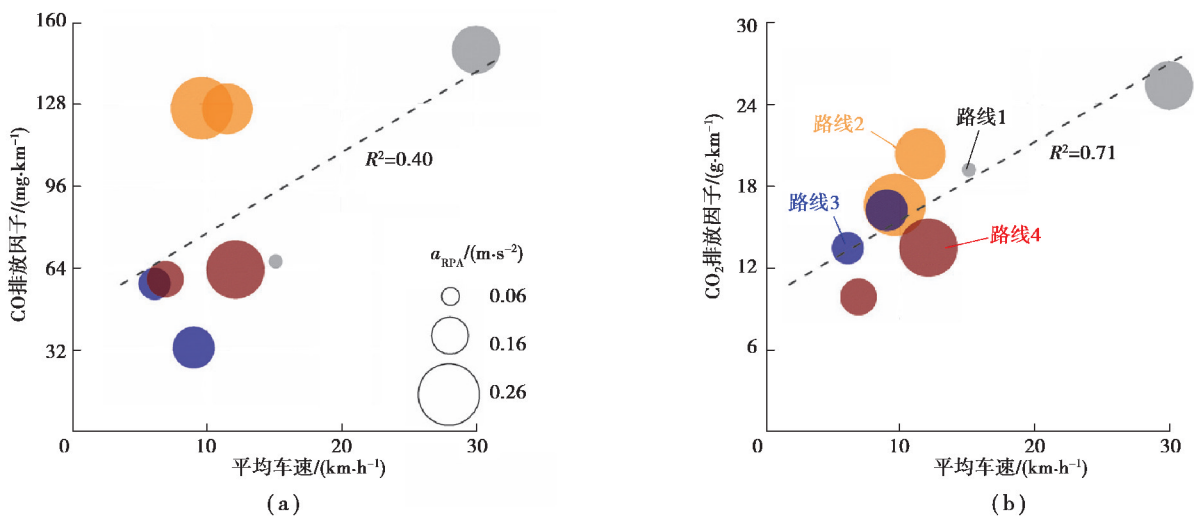 160
128
96
64
32
0
10
20
30
CO排放因子/(mg·km⁻¹)
平均车速/(km·h⁻¹)
R²=0.40
a_RPA/(m·s⁻²)
0.06
0.16
0.26
(a)
30
24
18
12
6
0
10
20
30
CO₂排放因子/(g·km⁻¹)
平均车速/(km·h⁻¹)
路线1
路线2
R²=0.71
路线3
路线4
(b)